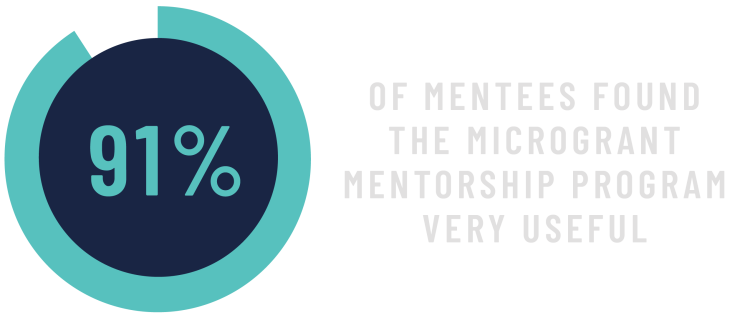 91%
OF MENTEES FOUND
THE MICROGRANT
MENTORSHIP PROGRAM
VERY USEFUL